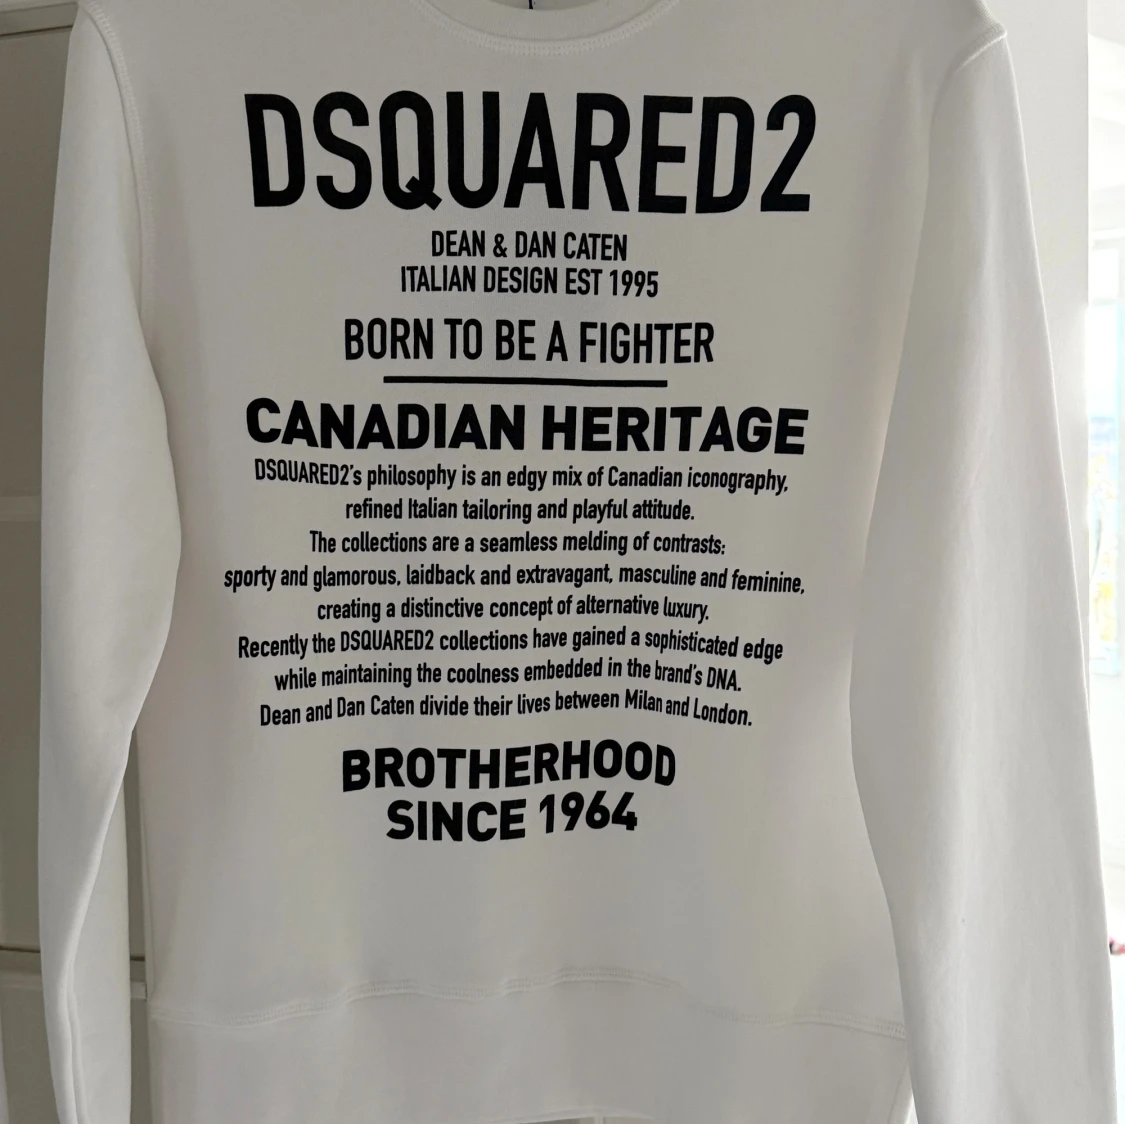 DSQUARED2
DEAN & DAN CATEN
ITALIAN DESIGN EST 1995
BORN TO BE A FIGHTER
CANADIAN HERITAGE
DSQUARED2's philosophy is an edgy mix of Canadian iconography,
refined Italian tailoring and playful attitude.
The collections are a seamless melding of contrasts:
sporty and glamorous, laidback and extravagant, masculine and feminine,
creating a distinctive concept of alternative luxury.
Recently the DSQUARED2 collections have gained a sophisticated edge
while maintaining the coolness embedded in the brand's DNA.
Dean and Dan Caten divide their lives between Milan and London.
BROTHERHOOD
SINCE 1964